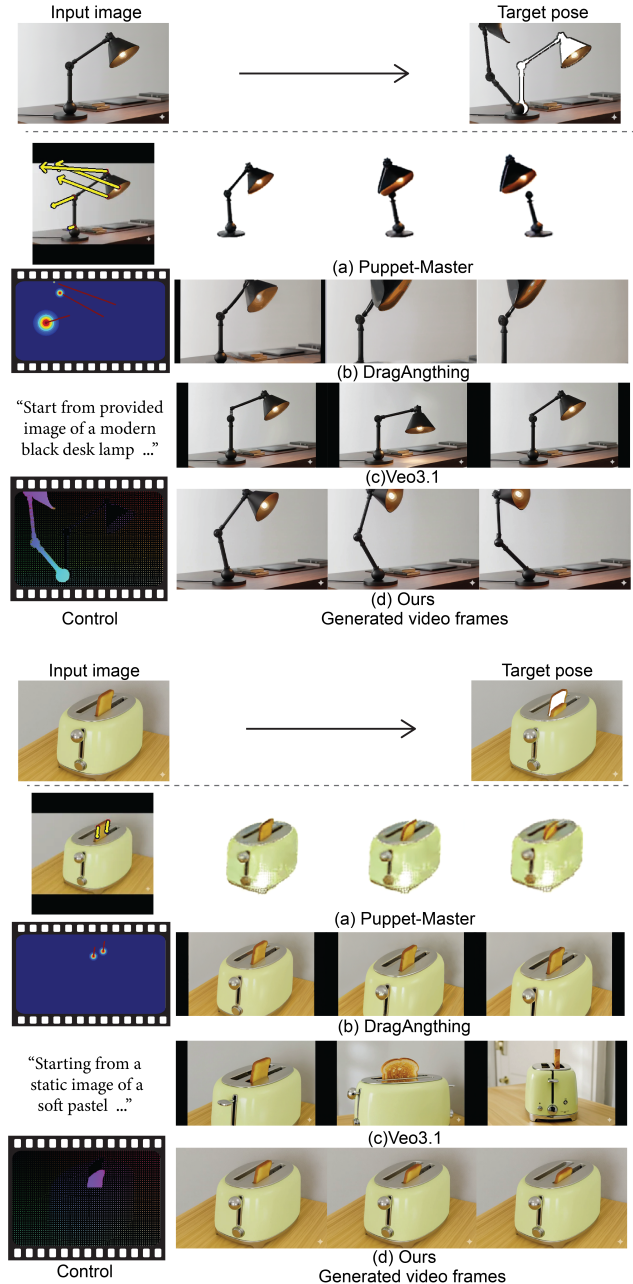 Input image
Target pose
(a) Puppet-Master
(b) DragAngthing
“Start from provided
image of a modern
black desk lamp ...”
(c)Veo3.1
(d) Ours
Control
Generated video frames
Input image
Target pose
(a) Puppet-Master
(b) DragAngthing
“Starting from a
static image of a
soft pastel ...”
(c)Veo3.1
(d) Ours
Control
Generated video frames